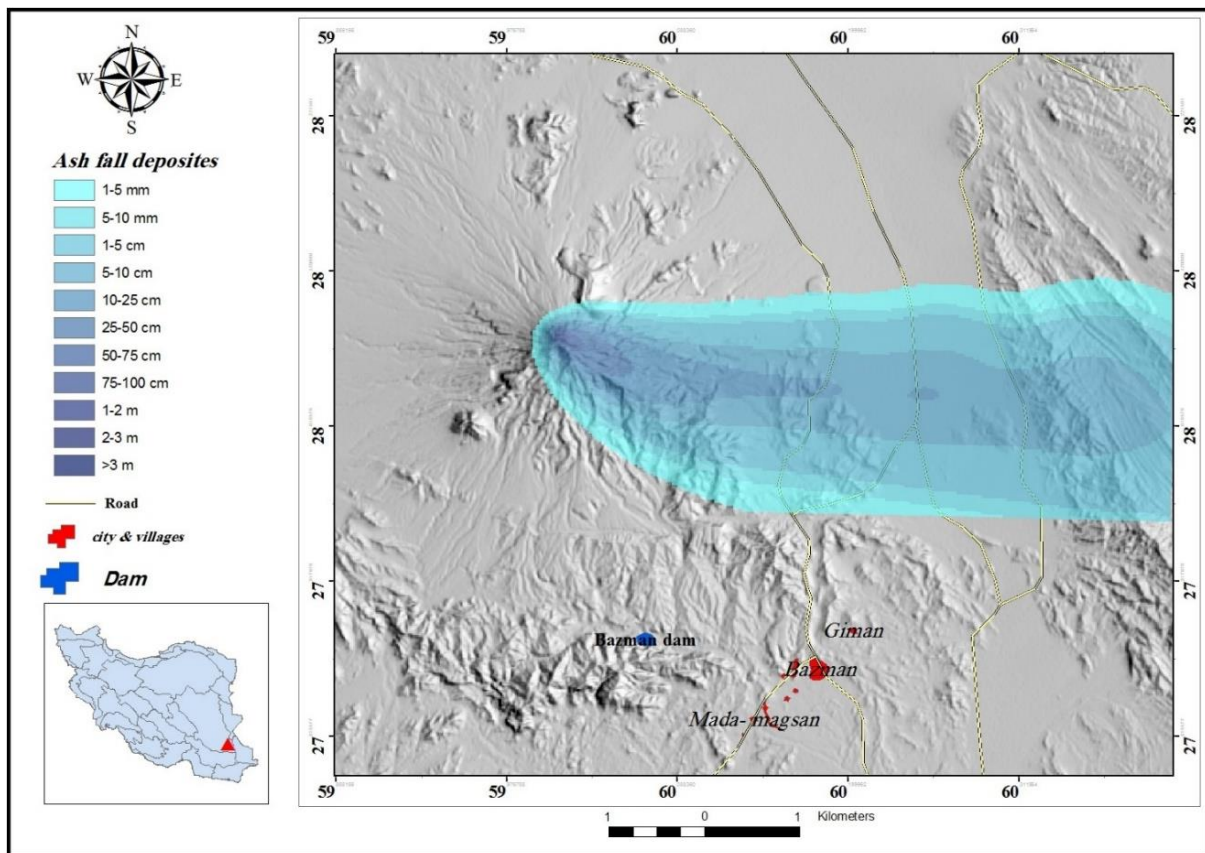 N
W E
S
Ash fall deposites
1-5 mm
5-10 mm
1-5 cm
5-10 cm
10-25 cm
25-50 cm
50-75 cm
75-100 cm
1-2 m
2-3 m
>3 m
Road
city & villages
Dam
59 59 60 60 60
28 28
28 28
28 28
27 27
27 27
Giman
Bazman dam
Bazman
Mada- magsan
59 59 60 60 60
1 0 1 Kilometers